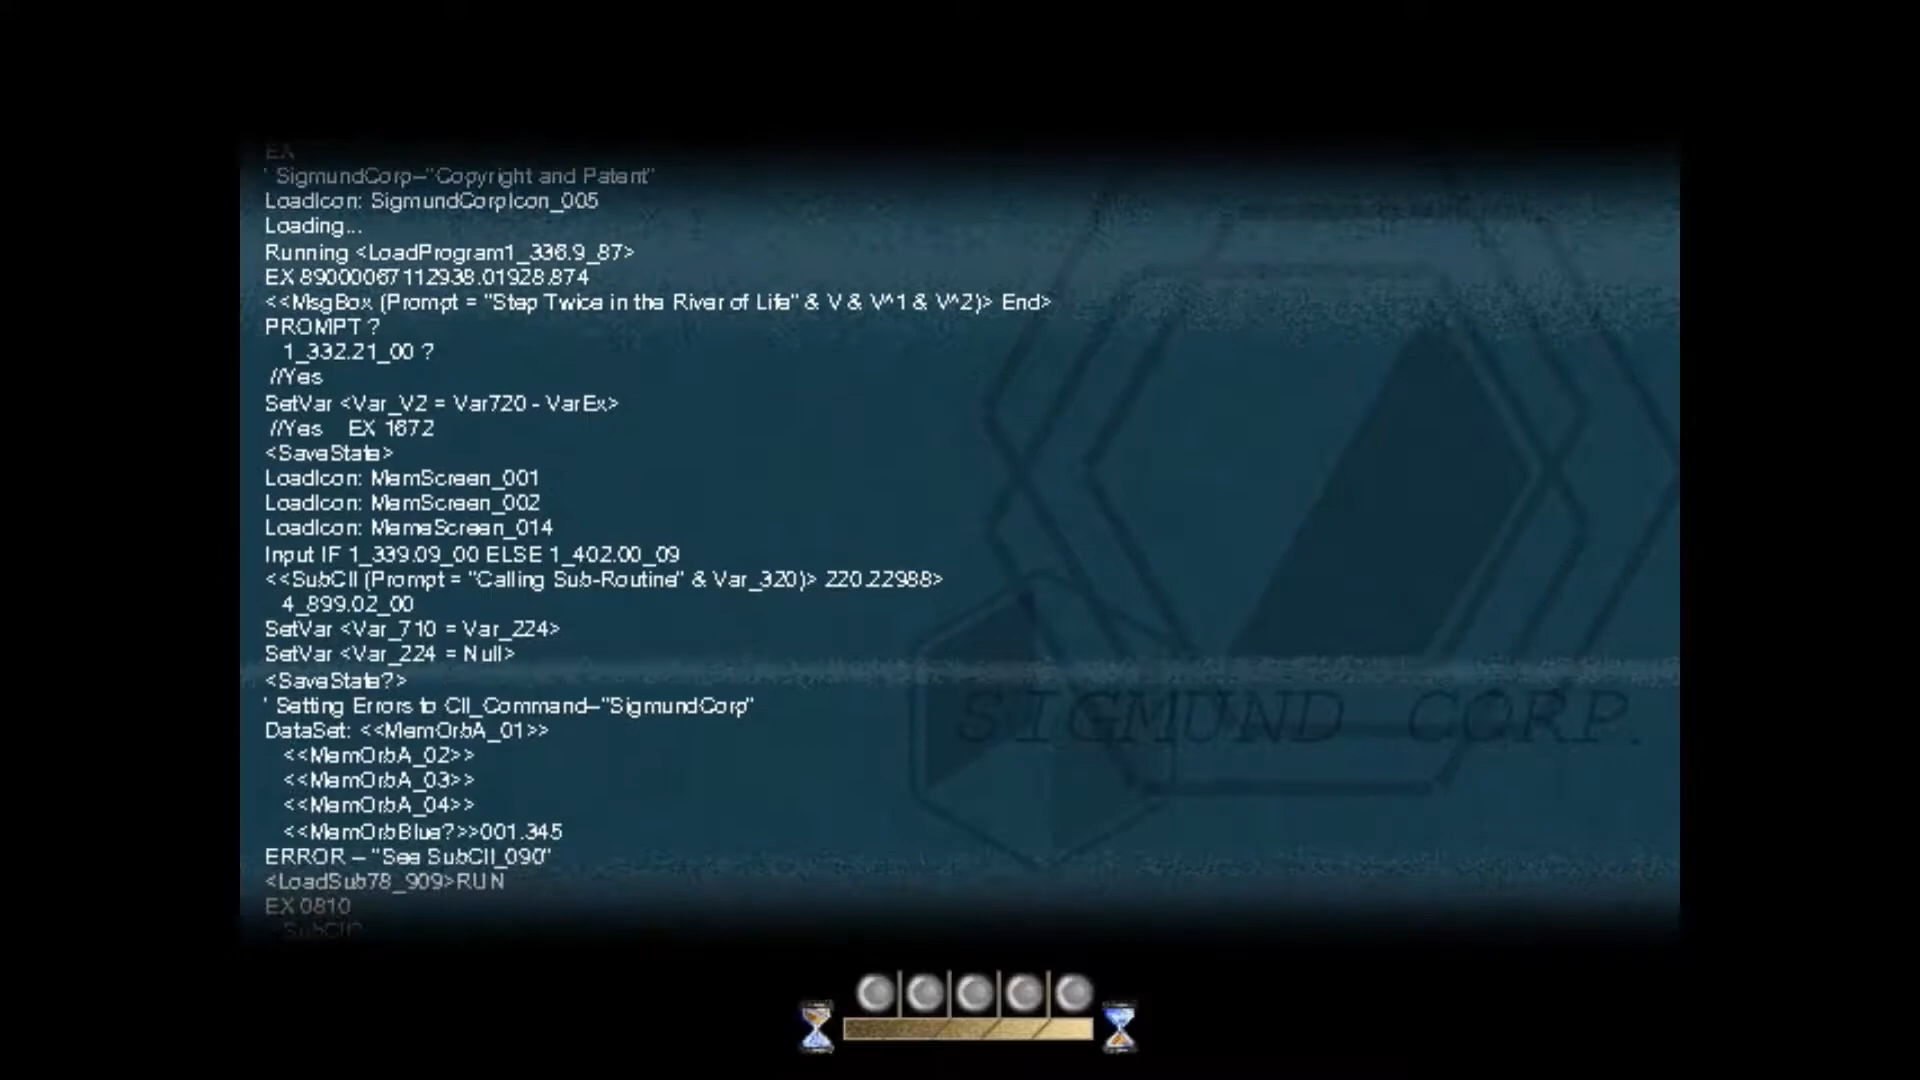 EX
' SigmundCorp--"Copyright and Patent"
LoadIcon: SigmundCorpIcon_005
Loading...
Running <LoadProgram1_336.9_87>
EX 89000067112938.01928.874
<<MsgBox (Prompt = "Step Twice in the River of Life" & V & V^1 & V^2)> End>
PROMPT ?
1_332.21_00 ?
//Yes
SetVar <Var_V2 = Var720 - VarEx>
//Yes EX 1672
<SaveState>
LoadIcon: MemScreen_001
LoadIcon: MemScreen_002
LoadIcon: MemeScreen_014
Input IF 1_339.09_00 ELSE 1_402.00_09
<<SubCll (Prompt = "Calling Sub-Routine" & Var_320)> 220.22988>
4_899.02_00
SetVar <Var_710 = Var_224>
SetVar <Var_224 = Null>
<SaveState?>
' Setting Errors to Cll_Command--"SigmundCorp"
DataSet: <<MemOrbA_01>>
<<MemOrbA_02>>
<<MemOrbA_03>>
<<MemOrbA_04>>
<<MemOrbBlue?>>001.345
ERROR -- "See SubCll_090"
<LoadSub78_909>RUN
EX 0810
SubCll?
SIGMUND CORP.